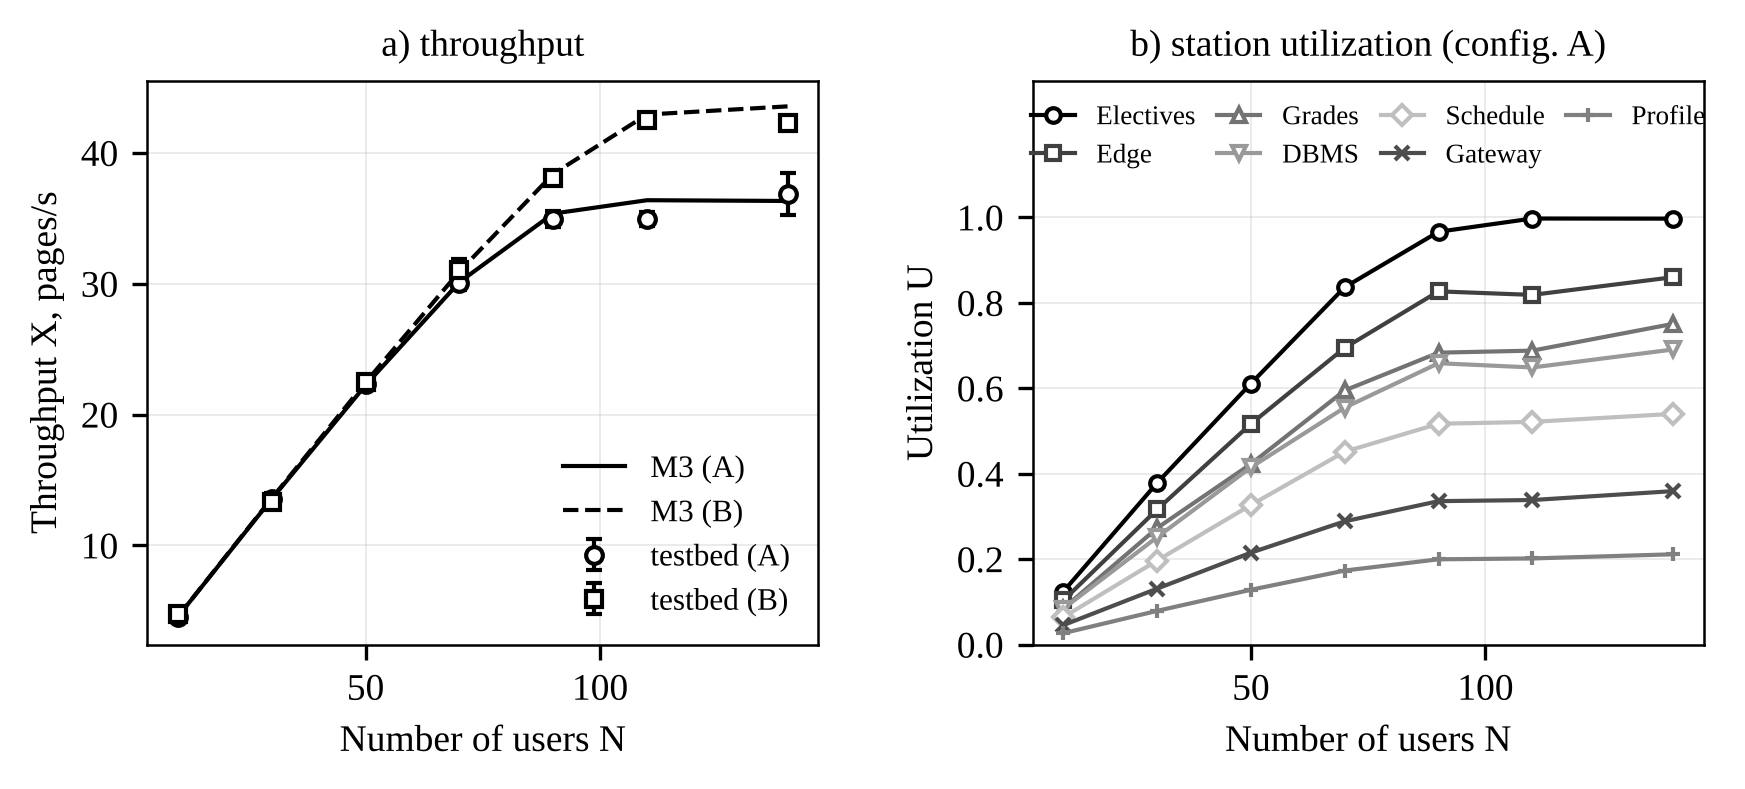 a) throughput
Throughput X, pages/s
40
30
20
10
M3 (A)
M3 (B)
testbed (A)
testbed (B)
50 100
Number of users N
b) station utilization (config. A)
Electives Grades Schedule Profile
Edge DBMS Gateway
Utilization U
1.0
0.8
0.6
0.4
0.2
0.0
50 100
Number of users N